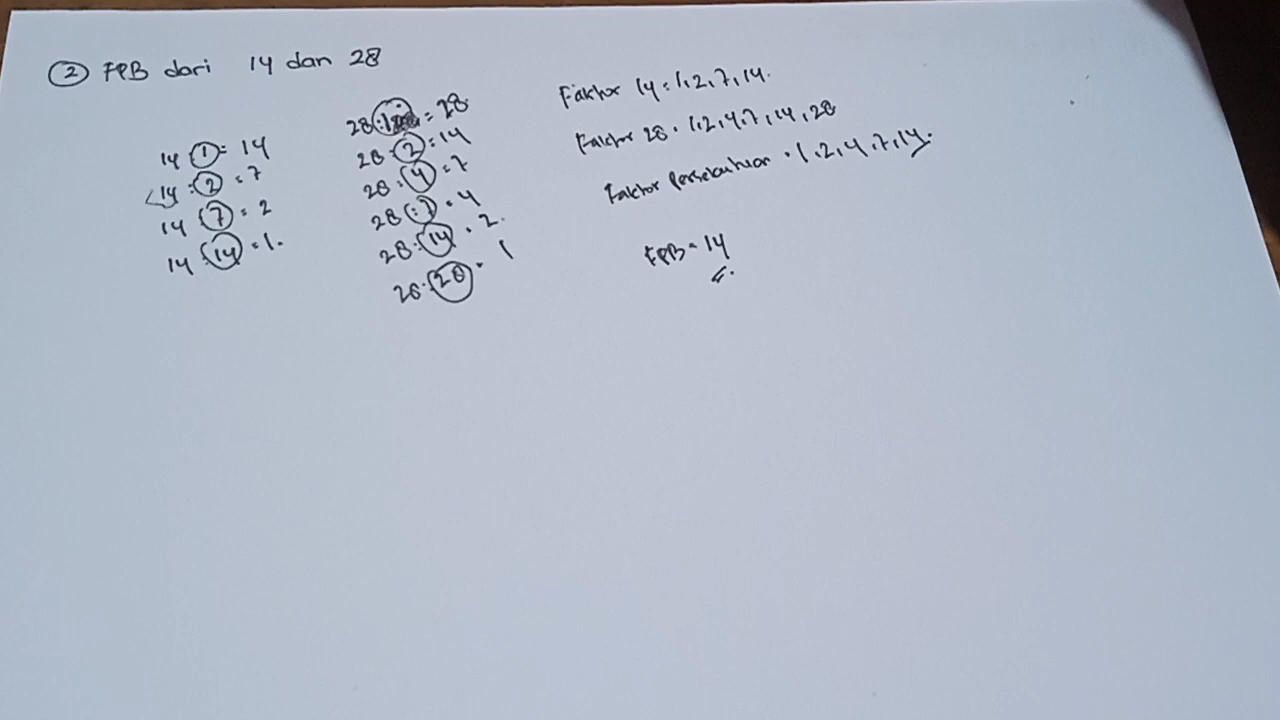 2 FPB dari 14 dan 28
14 : 1 = 14
14 : 2 = 7
14 : 7 = 2
14 : 14 = 1.
28 : 1 = 28.
28 : 2 = 14
28 : 4 = 7
28 : 7 = 4
28 : 14 = 2.
28 : 28 = 1
Faktor 14 = 1, 2, 7, 14.
Faktor 28 = 1, 2, 4, 7, 14, 28
Faktor Persekutuan = 1, 2, 4, 7, 14.
FPB = 14